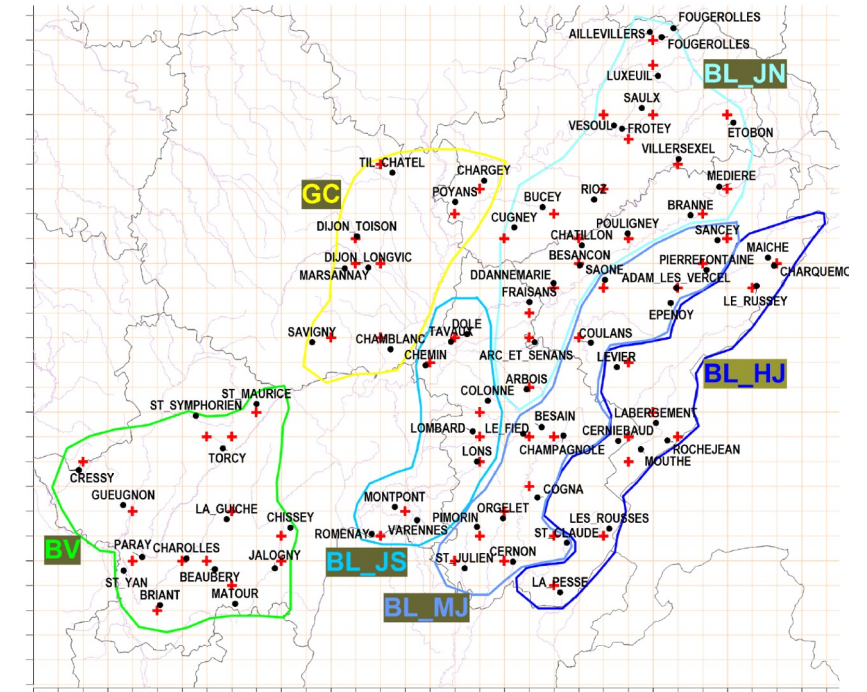 FOUGEROLLES
AILLEVILLERS
FOUGEROLLES
LUXEUIL
BL_JN
SAULX
VESOUL
FROTEY
ETOBON
VILLERSEXEL
TIL_CHATEL
CHARGEY
MEDIERE
GC
POYANS
RIOZ
BUCEY
BRANNE
CUGNEY
DIJON_TOISON
POULIGNEY
CHATILLON
SANCEY
MAICHE
DIJON_LONGVIC
BESANCON
PIERREFONTAINE
MARSANNAY
DDANNEMARIE
SAONE
ADAM_LES_VERCEL
CHARQUEMO
FRAISANS
LE_RUSSEY
EPENOY
SAVIGNY
CHAMBLANC
TAVAUX
DOLE
COULANS
CHEMIN
ARC_ET_SENANS
LEVIER
BL_HJ
ARBOIS
ST_MAURICE
COLONNE
ST_SYMPHORIEN
BESAIN
LABERGEMENT
LOMBARD
LE_FIED
CERNIEBAUD
TORCY
CHAMPAGNOLE
ROCHEJEAN
LONS
MOUTHE
CRESSY
GUEUGNON
COGNA
MONTPONT
LA_GUICHE
PIMORIN
ORGELET
CHISSEY
LES_ROUSSES
ROMENAY
VARENNES
ST_CLAUDE
BV
PARAY
CHAROLLES
JALOGNY
BL_JS
ST_JULIEN
CERNON
ST_YAN
BEAUBERY
LA_PESSE
BRIANT
MATOUR
BL_MJ